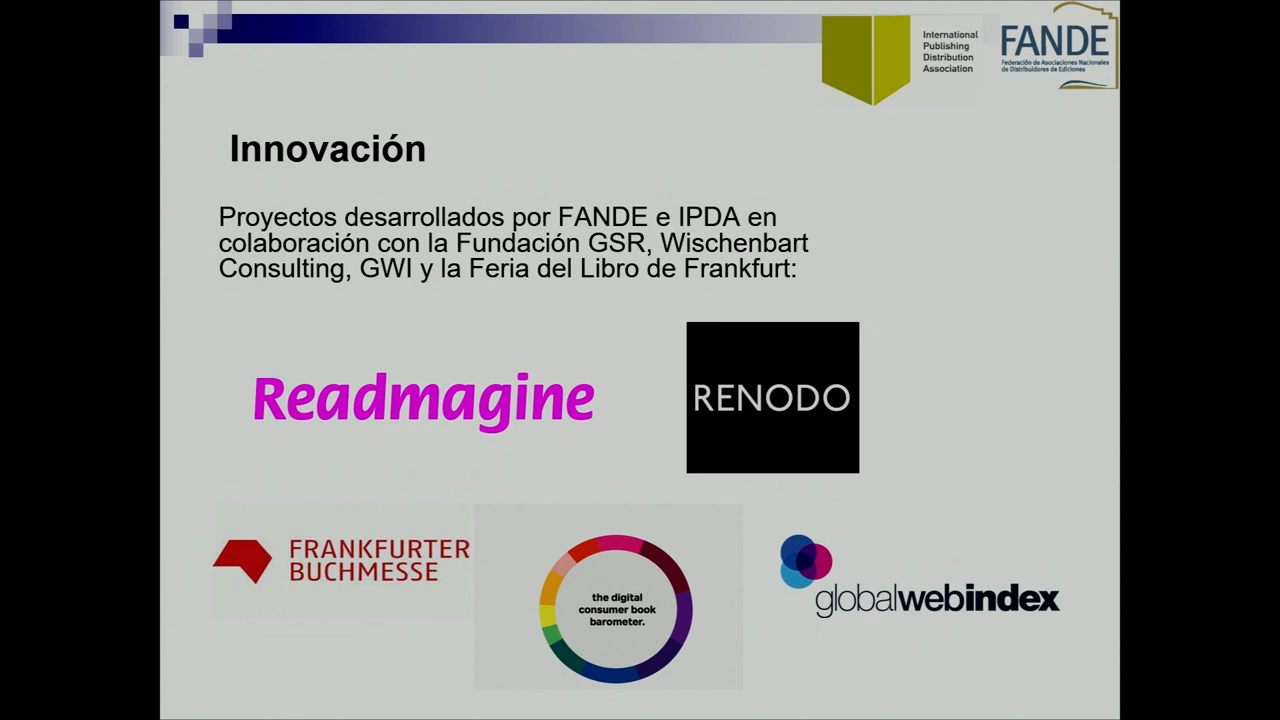 International
Publishing
Distribution
Association
FANDE
Federación de Asociaciones Nacionales
de Distribuidores de Ediciones
Innovación
Proyectos desarrollados por FANDE e IPDA en
colaboración con la Fundación GSR, Wischenbart
Consulting, GWI y la Feria del Libro de Frankfurt:
Readmagine
RENODO
FRANKFURTER
BUCHMESSE
the digital
consumer book
barometer.
globalwebindex